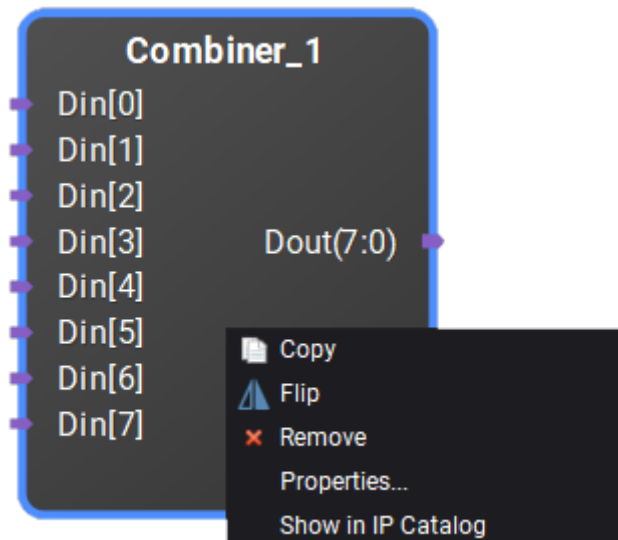 Combiner_1
Din[0]
Din[1]
Din[2]
Din[3]
Dout(7:0)
Din[4]
Din[5]
Din[6]
Din[7]
Copy
Flip
Remove
Properties...
Show in IP Catalog